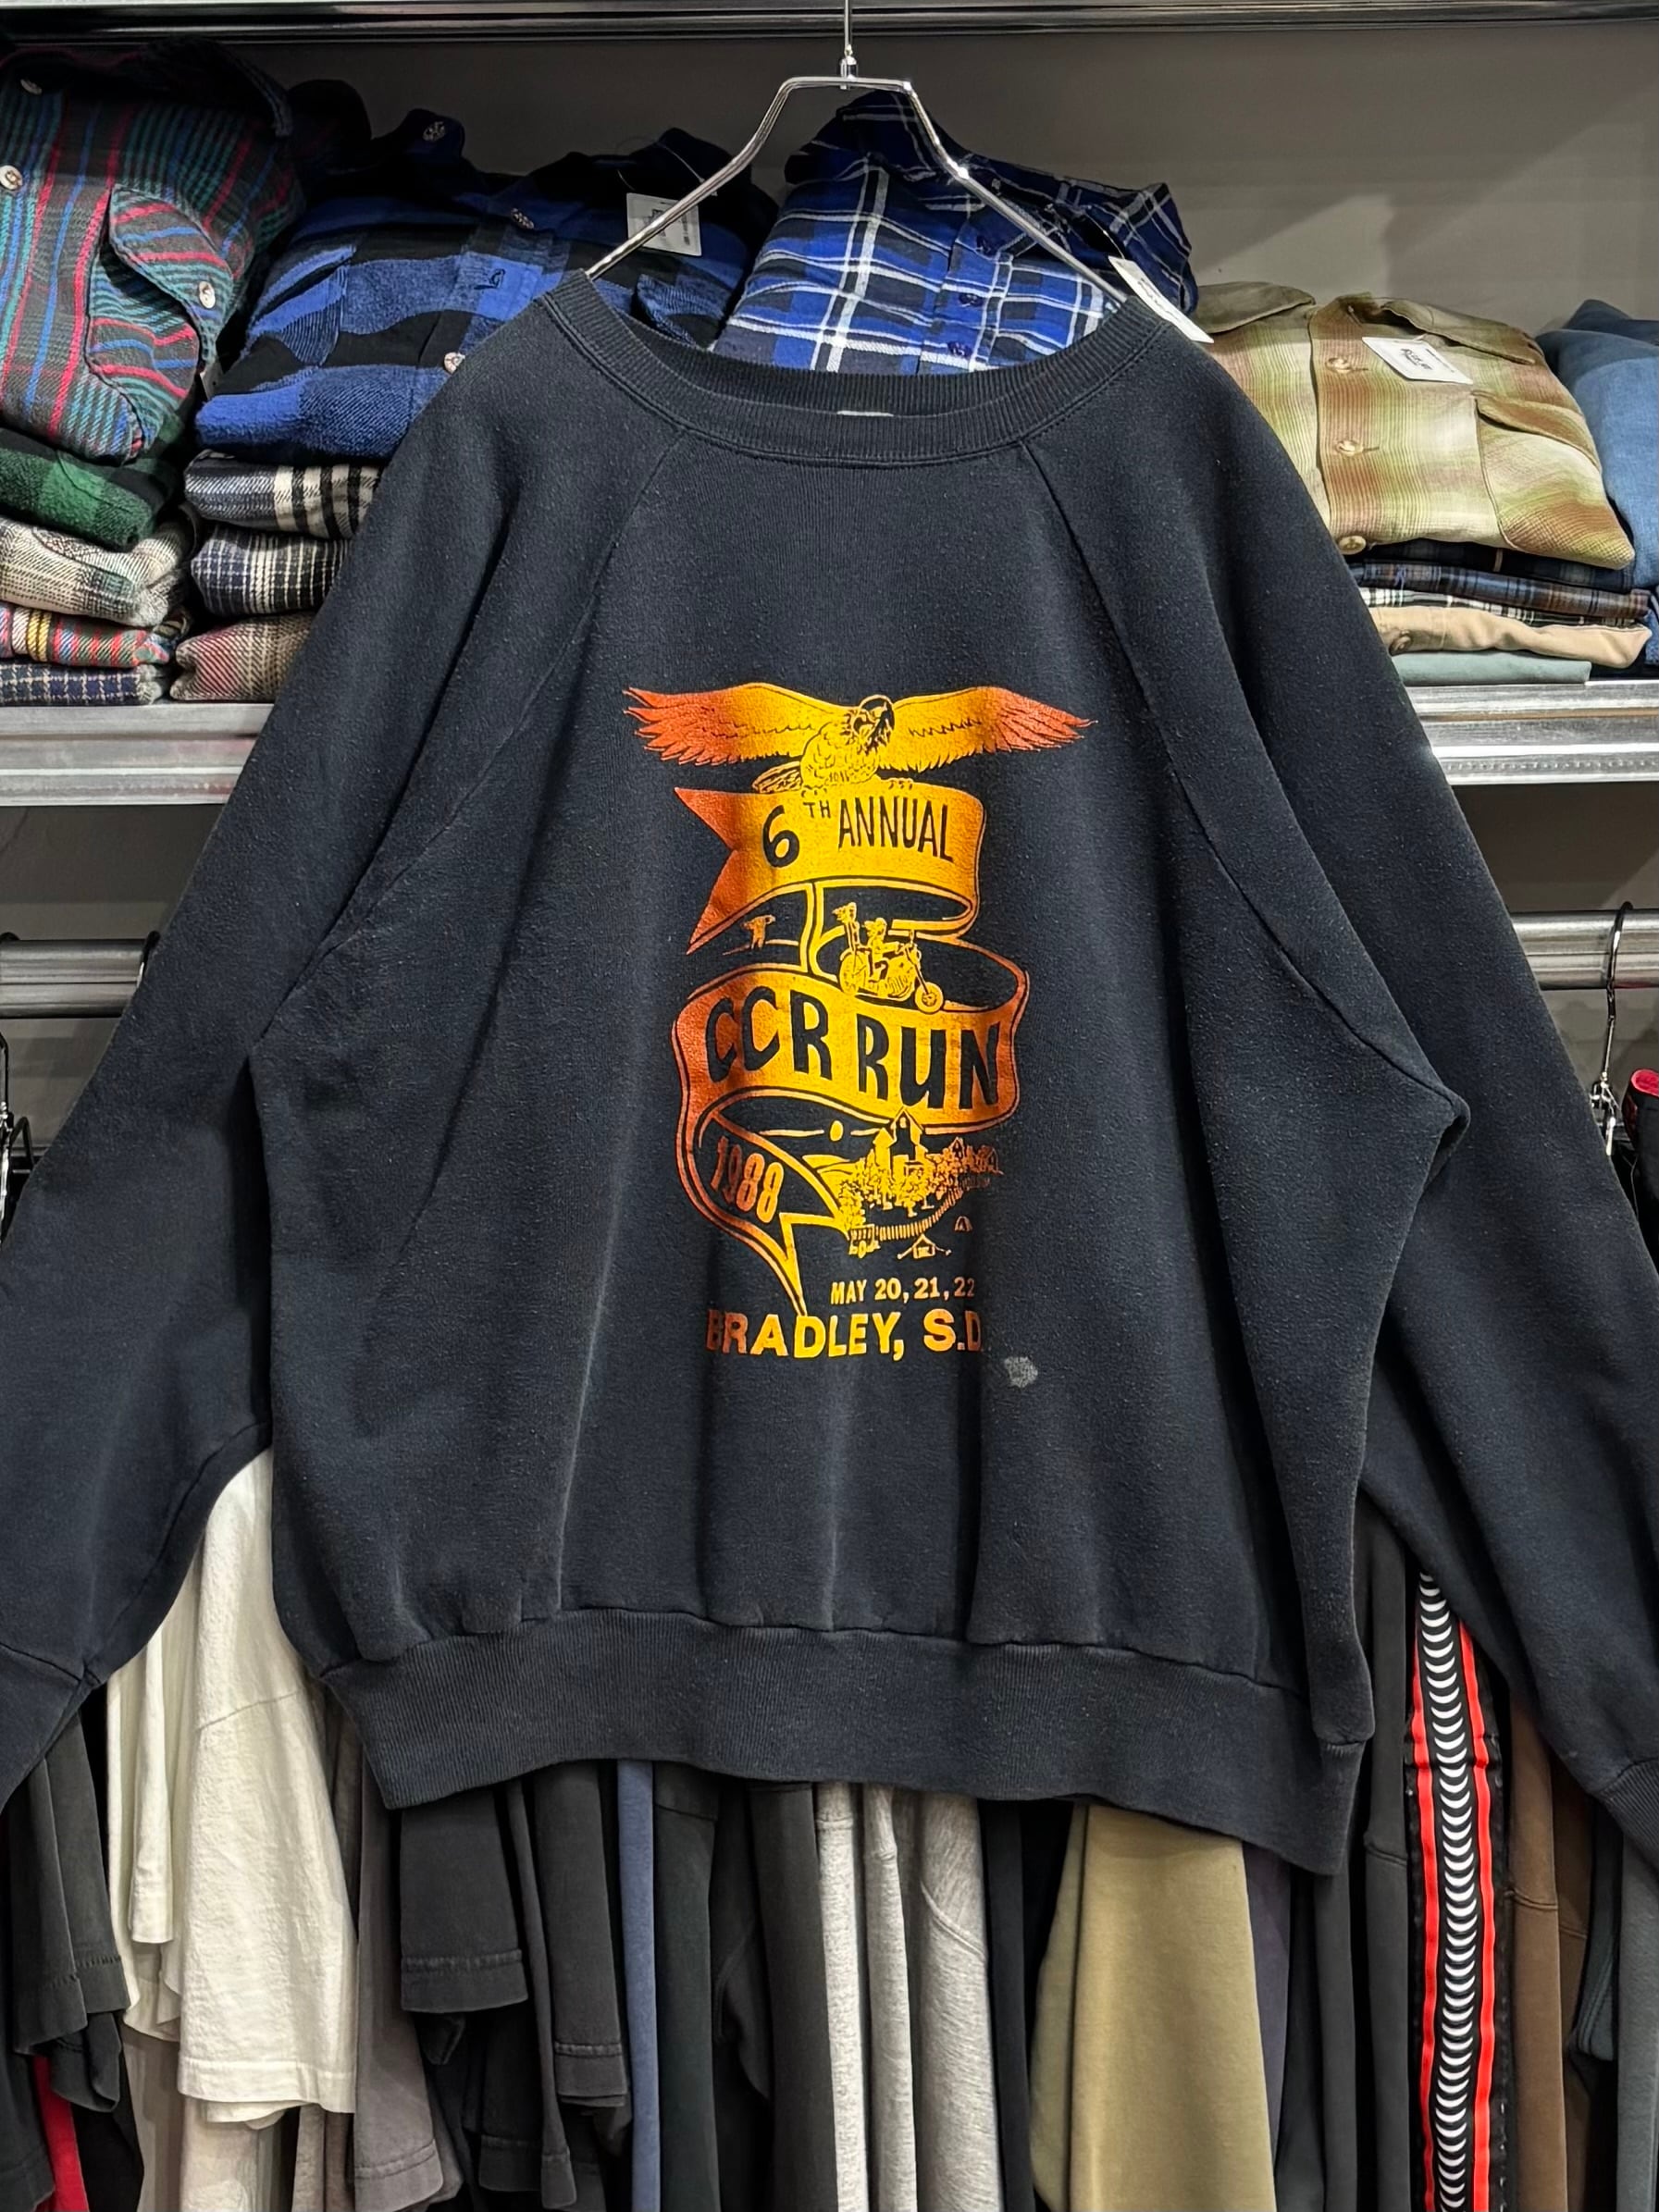 6TH ANNUAL
CCR RUN
1988
MAY 20, 21, 22
BRADLEY, S.D.